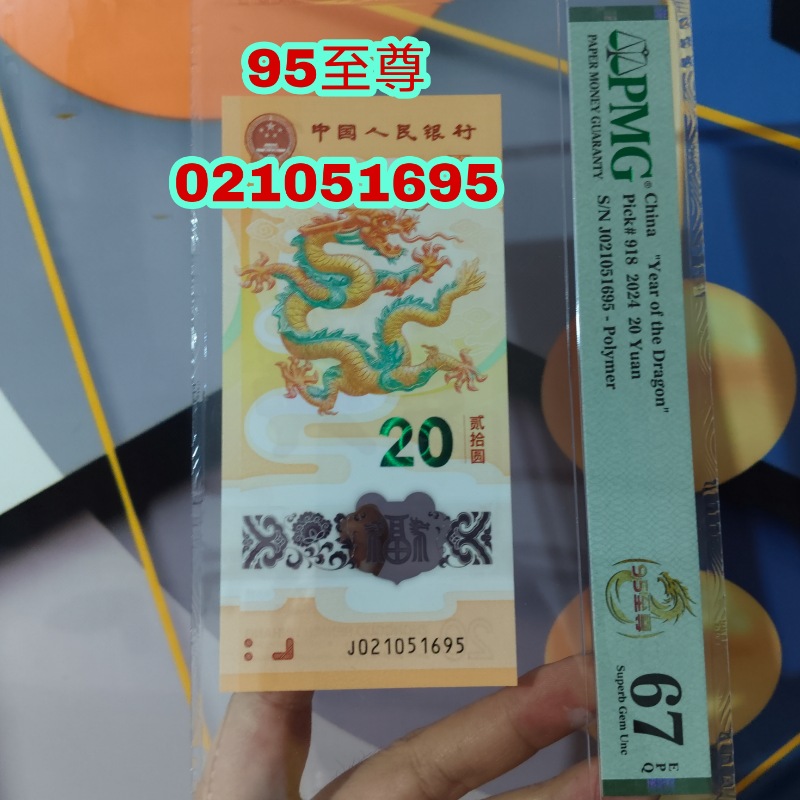 95至尊
中国人民银行
021051695
20
贰拾圆
福
J021051695
PMG®
PAPER MONEY GUARANTY
China "Year of the Dragon"
Pick# 918 2024 20 Yuan
S/N J021051695 - Polymer
95至尊
67 EPQ
Superb Gem Unc